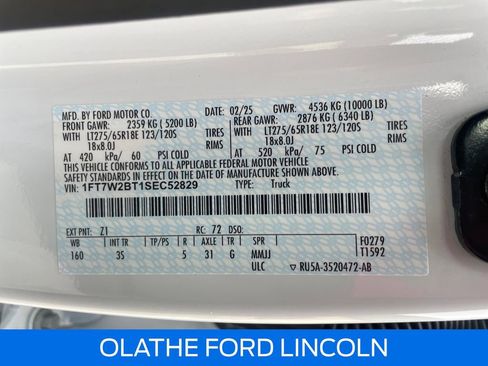 MFD. BY FORD MOTOR CO. 02/25 GVWR: 4536 KG (10000 LB)
FRONT GAWR: 2359 KG ( 5200 LB) REAR GAWR: 2876 KG ( 6340 LB)
WITH LT275/65R18E 123/120S TIRES WITH LT275/65R18E 123/120S TIRES
18x8.0J RIMS 18x8.0J RIMS
AT 420 kPa/ 60 PSI COLD AT 520 kPa/ 75 PSI COLD
THIS VEHICLE CONFORMS TO ALL APPLICABLE FEDERAL MOTOR VEHICLE
SAFETY STANDARDS IN EFFECT ON THE DATE OF MANUFACTURE SHOWN ABOVE.
VIN: 1FT7W2BT1SEC52829 TYPE: Truck
EXT PNT: Z1 RC: 72 DSO: F0279
WB INT TR TP/PS R AXLE TR SPR T1592
160 3S 5 31 G MMJJ
ULC ▽ RU5A-3520472-AB
OLATHE FORD LINCOLN